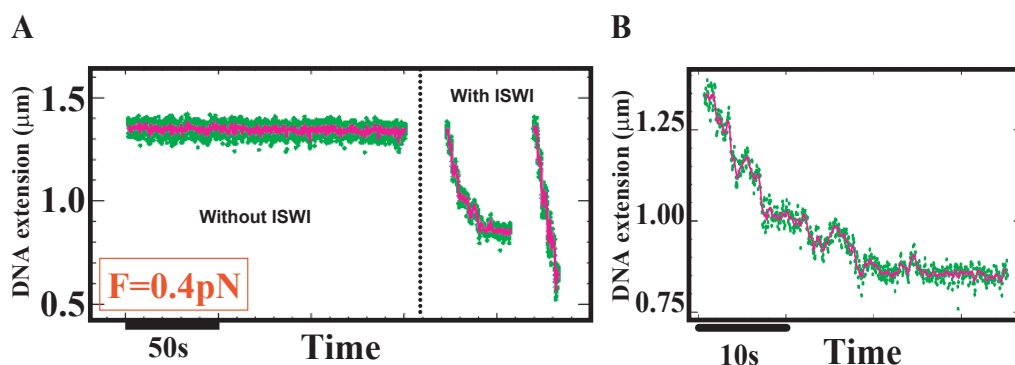 A
DNA extension (μm)
1.5
1.0
0.5
Without ISWI
With ISWI
F=0.4pN
50s
Time
B
DNA extension (μm)
1.25
1.00
0.75
10s
Time